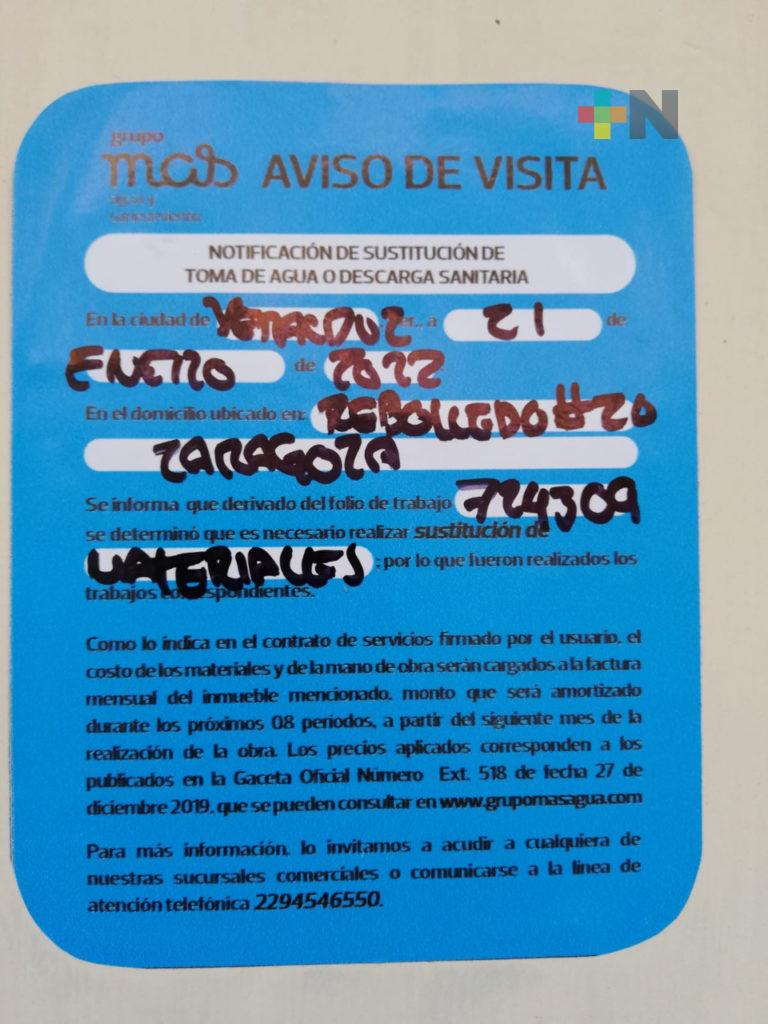 +N
grupo
mas AVISO DE VISITA
agua y
saneamiento
NOTIFICACIÓN DE SUSTITUCIÓN DE
TOMA DE AGUA O DESCARGA SANITARIA
En la ciudad de VERACRUZ er., a 21 de
ENERO de 2022
En el domicilio ubicado en: REBOLLEDO #20
ZARAGOZA
Se informa que derivado del folio de trabajo 724309
se determinó que es necesario realizar sustitución de
MATERIALES ; por lo que fueron realizados los
trabajos correspondientes.
Como lo indica en el contrato de servicios firmado por el usuario, el
costo de los materiales y de la mano de obra serán cargados a la factura
mensual del inmueble mencionado, monto que será amortizado
durante los próximos 08 periodos, a partir del siguiente mes de la
realización de la obra. Los precios aplicados corresponden a los
publicados en la Gaceta Oficial Número Ext. 518 de fecha 27 de
diciembre 2019, que se pueden consultar en www.grupomasagua.com
Para más información, lo invitamos a acudir a cualquiera de
nuestras sucursales comerciales o comunicarse a la línea de
atención telefónica 2294546550.